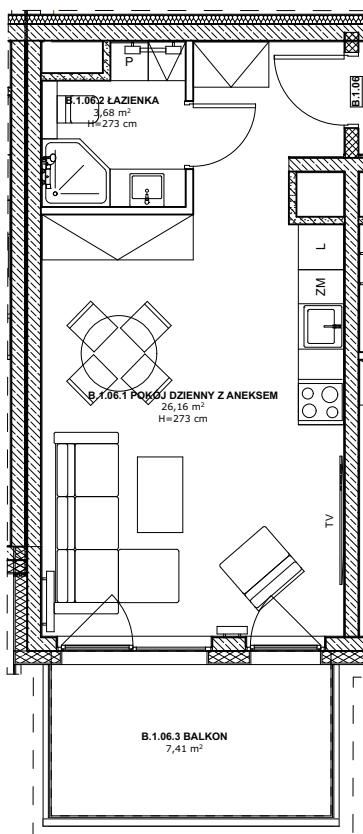 P
B.1.06.2 ŁAZIENKA
3,68 m²
H=273 cm
B.1.06
L
ZM
B.1.06.1 POKÓJ DZIENNY Z ANEKSEM
26,16 m²
H=273 cm
TV
B.1.06.3 BALKON
7,41 m²